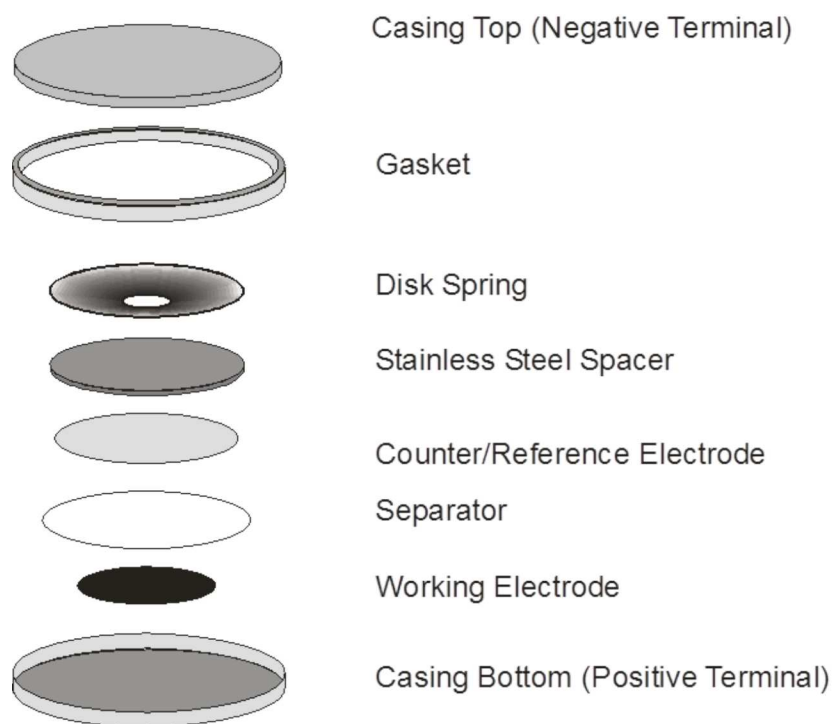 Casing Top (Negative Terminal)
Gasket
Disk Spring
Stainless Steel Spacer
Counter/Reference Electrode
Separator
Working Electrode
Casing Bottom (Positive Terminal)